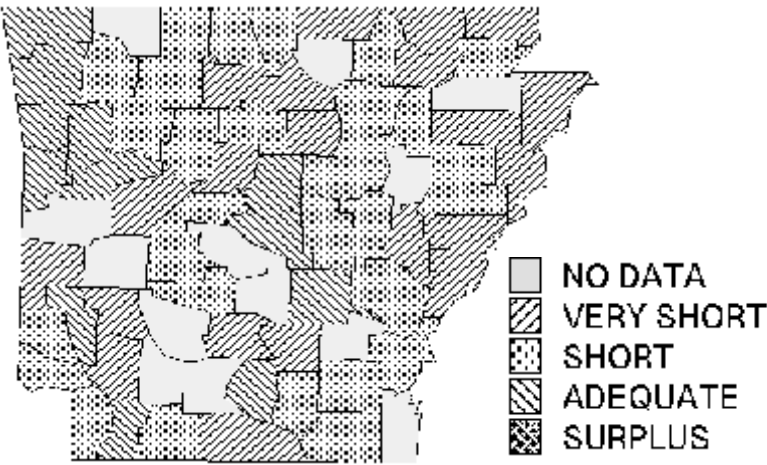 NO DATA
VERY SHORT
SHORT
ADEQUATE
SURPLUS